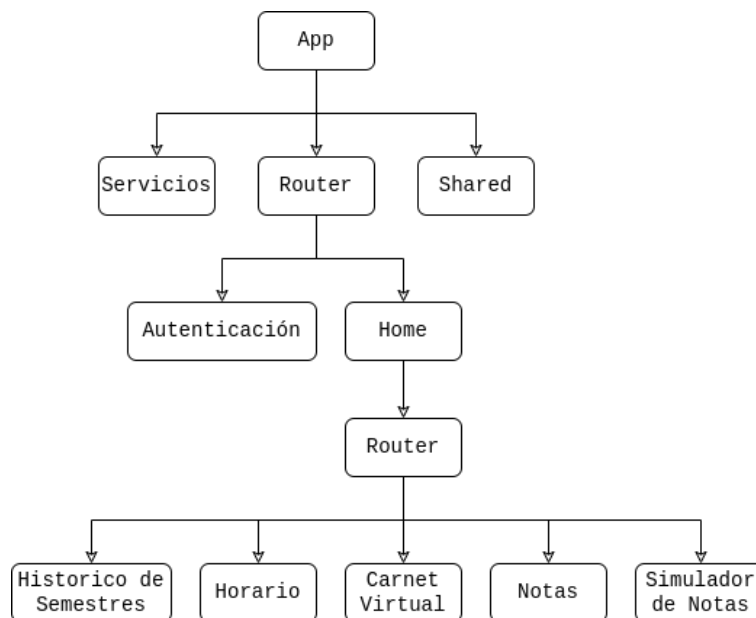 App
Servicios
Router
Shared
Autenticación
Home
Router
Historico de
Semestres
Horario
Carnet
Virtual
Notas
Simulador
de Notas